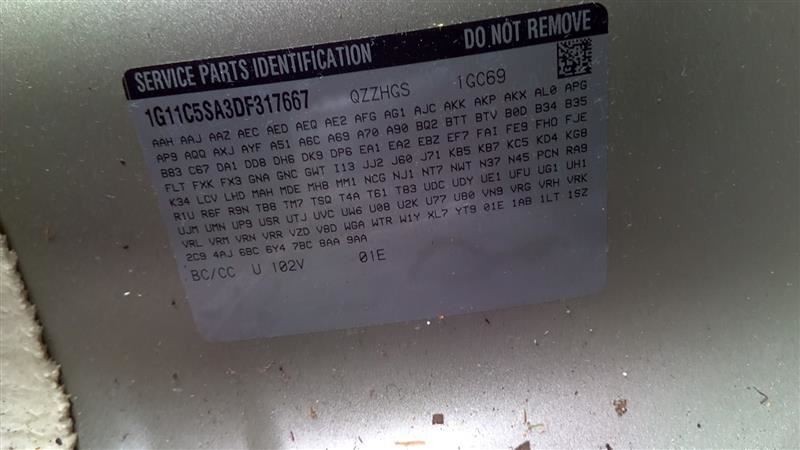 SERVICE PARTS IDENTIFICATION DO NOT REMOVE
1G11C5SA3DF317667 QZZHGS 1GC69
AAH AAJ AAZ AEC AED AEQ AE2 AFG AG1 AJC AKK AKP AKX AL0 APG
AP9 AQQ AXJ AYF A51 A6C A69 A70 A90 BQ2 BTT BTV B0D B34 B35
B83 C67 DA1 DD8 DH6 DK9 DP6 EA1 EA2 EBZ EF7 FAI FE9 FHO FJE
FLT FXK FX3 GNA GNC GWT I13 JJ2 J60 J71 KB5 KB7 KC5 KD4 KG8
K34 LCV LHD MAH MDE MHB MM1 NCG NJ1 NT7 NWT N37 N45 PCN RA9
R1U R6F R9N TB8 TM7 TSQ T4A T61 T83 UDC UDY UE1 UFU UG1 UH1
UJM UMN UP9 USR UTJ UVC UW6 U08 U2K U77 U80 VN9 VRG VRH VRK
VRL VRM VRN VRR VZD V8D WGA WTR W1Y XL7 YT9 01E 1AB 1LT 1SZ
2C9 4AJ 6BC 6Y4 7BC 8AA 9AA
BC/CC U 102V 01E